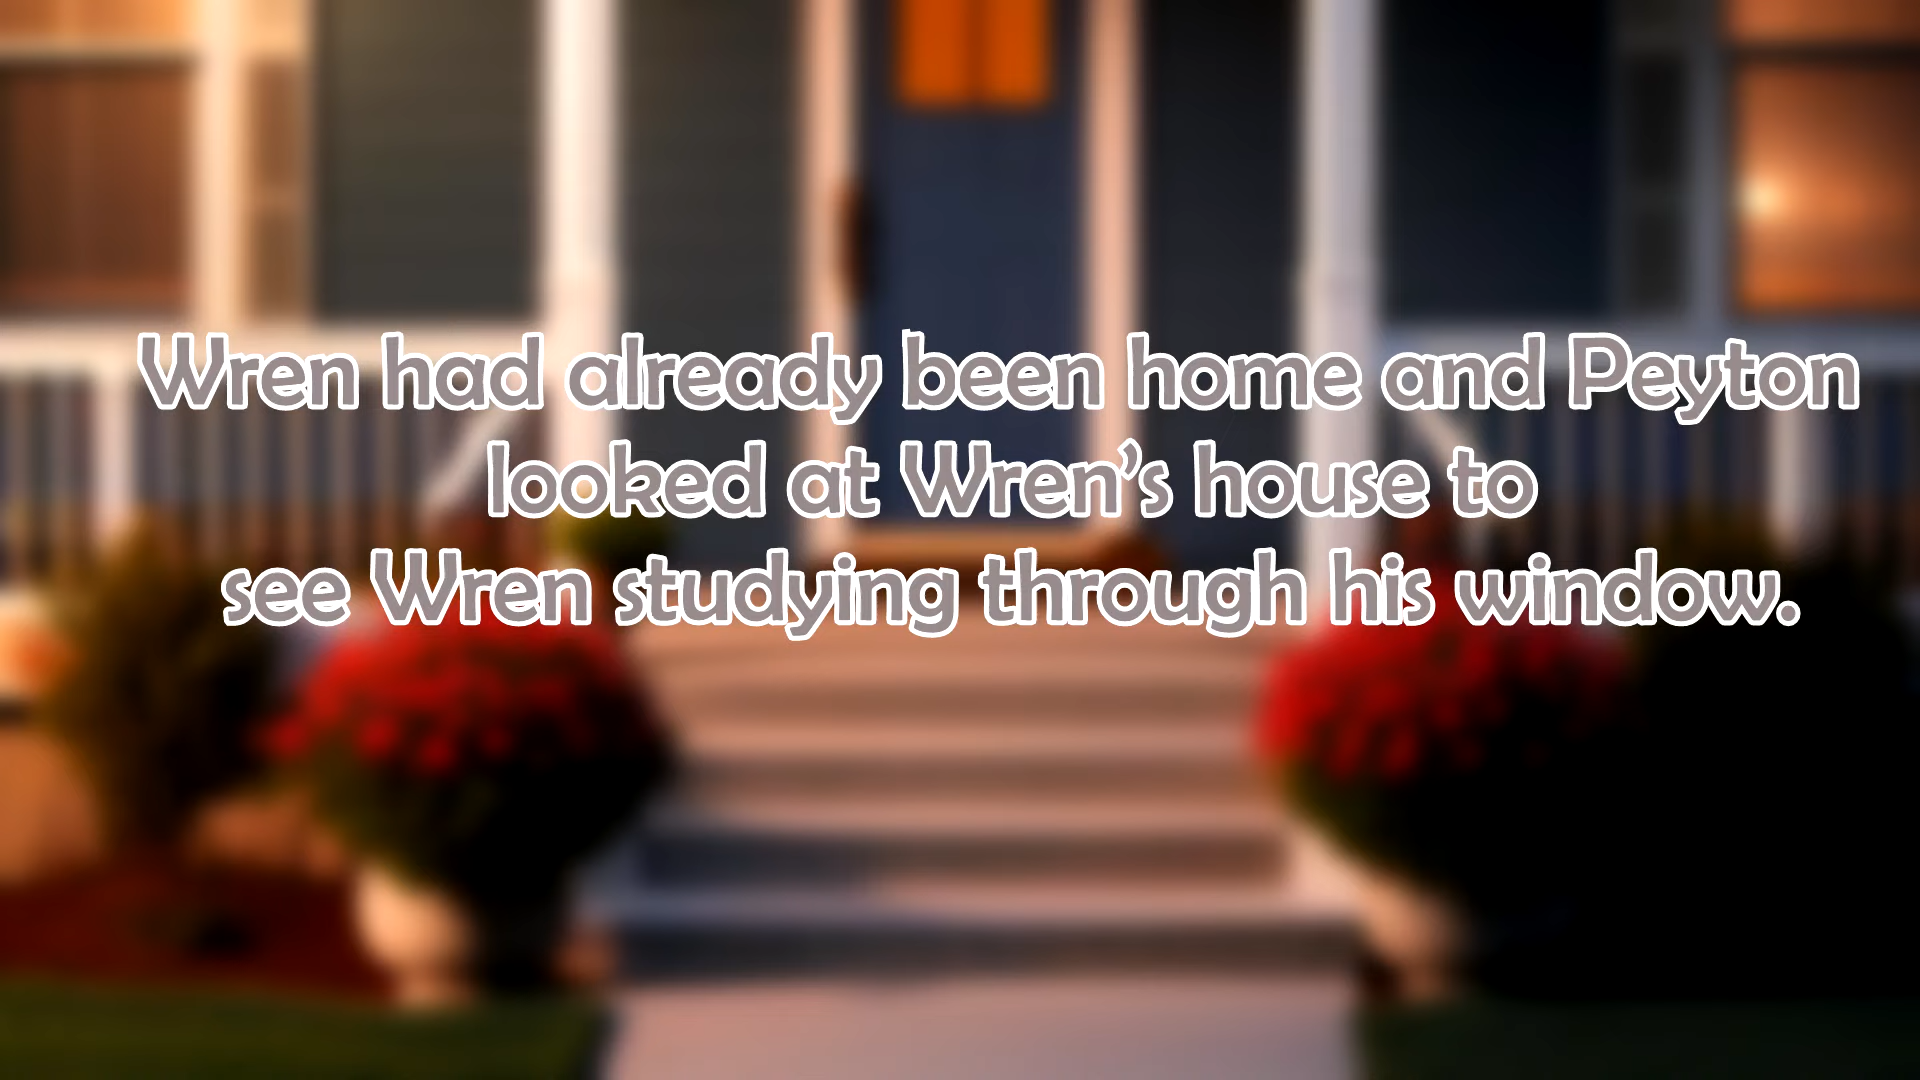 Wren had already been home and Peyton
looked at Wren’s house to
see Wren studying through his window.